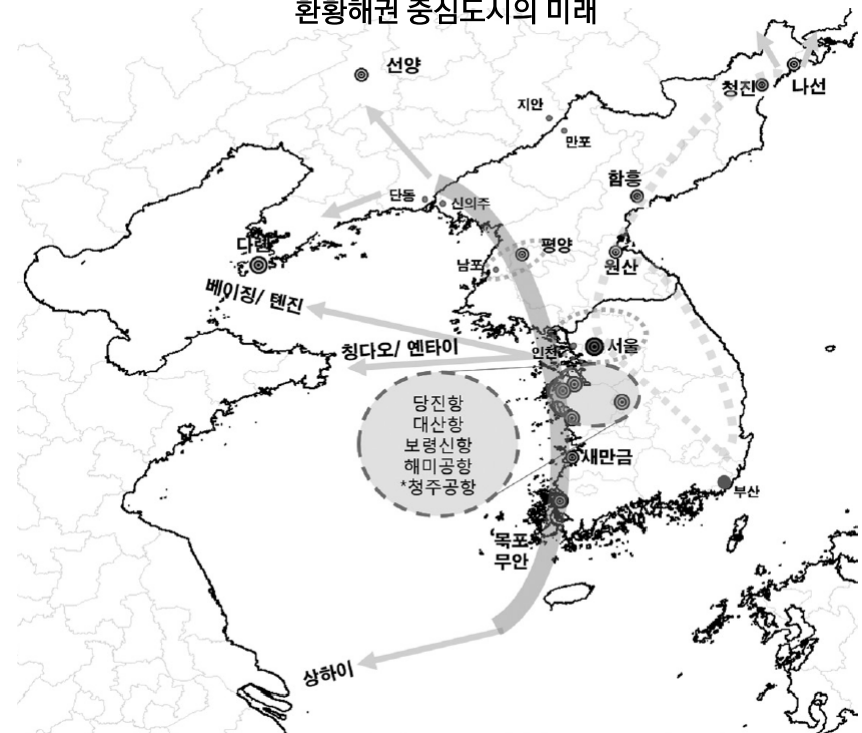 환황해권 중심도시의 미래
선양
청진
나선
지안
만포
함흥
단동
신의주
평양
다롄
남포
원산
베이징/ 톈진
칭다오/ 옌타이
인천
서울
당진항
대산항
보령신항
해미공항
*청주공항
새만금
부산
목포
무안
상하이